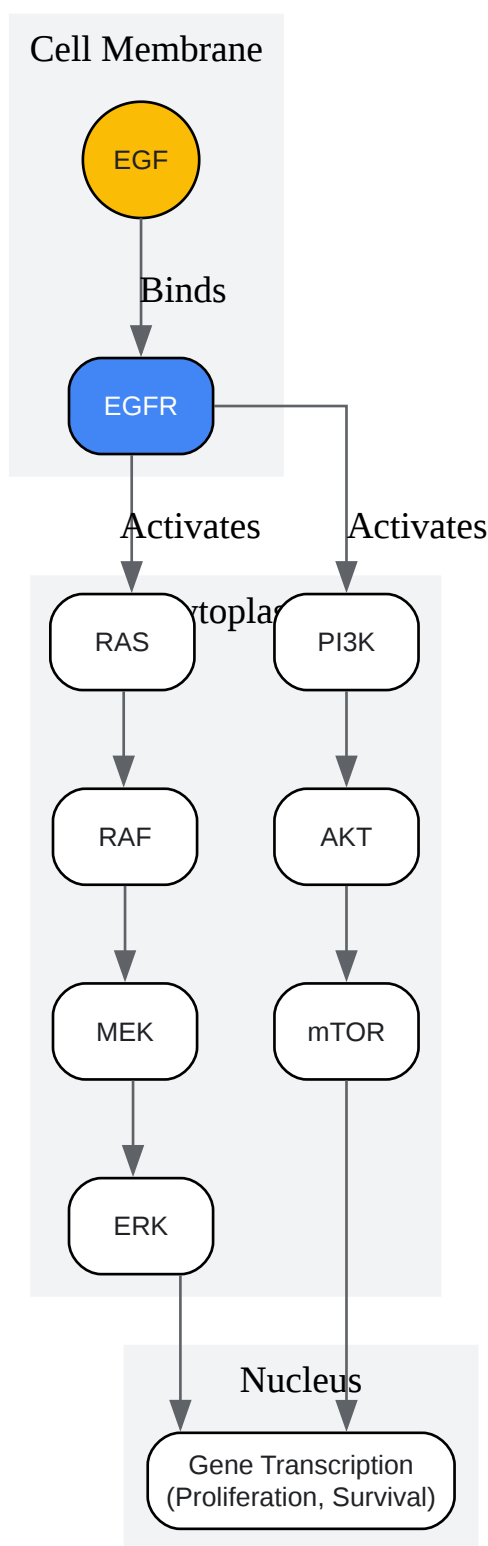 Cell Membrane
EGF
Binds
EGFR
Activates
Activates
RAS
PI3K
RAF
AKT
MEK
mTOR
ERK
Nucleus
Gene Transcription
(Proliferation, Survival)